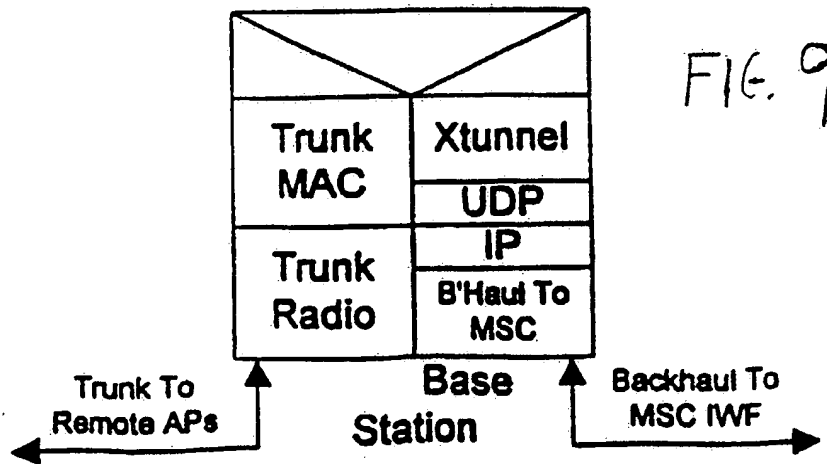 FIG. 9
Trunk
MAC
Xtunnel
UDP
IP
Trunk
Radio
B'Haul To
MSC
Trunk To
Remote APs
Base
Station
Backhaul To
MSC IWF